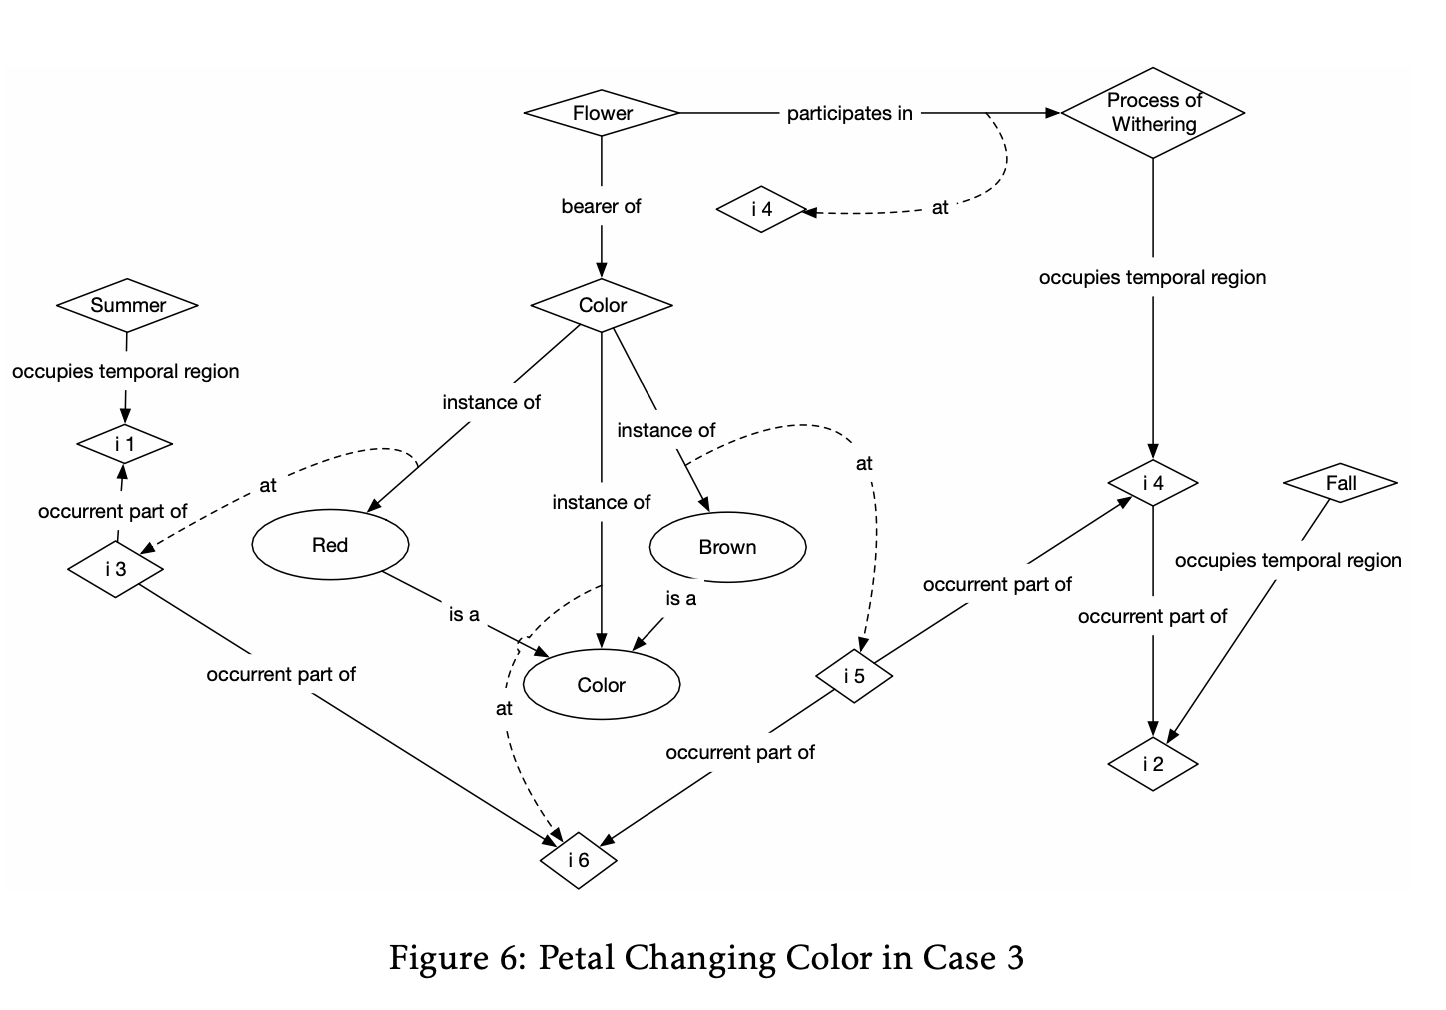 Flower
participates in
Process of
Withering
bearer of
i 4
at
occupies temporal region
Summer
Color
occupies temporal region
instance of
instance of
i 1
at
at
i 4
Fall
occurrent part of
instance of
Red
Brown
i 3
occupies temporal region
is a
is a
occurrent part of
occurrent part of
occurrent part of
Color
i 5
at
occurrent part of
i 2
i 6
Figure 6: Petal Changing Color in Case 3